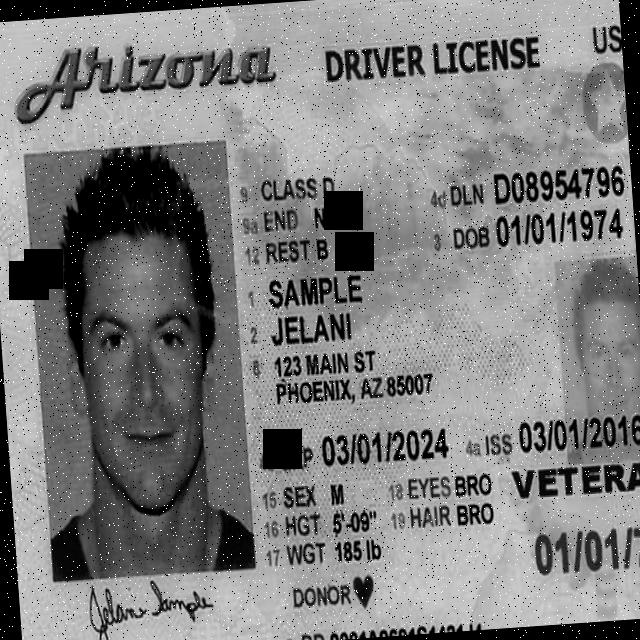 Arizona DRIVER LICENSE US
9 CLASS D 4d DLN D08954796
9a END 3 DOB 01/01/1974
12 REST B
1 SAMPLE
2 JELANI
8 123 MAIN ST
PHOENIX, AZ 85007
03/01/2024 4a ISS 03/01/2016
15 SEX M 18 EYES BRO VETERA
16 HGT 5'-09" 19 HAIR BRO
17 WGT 185 lb 01/01/
DONOR
Jelani Sample